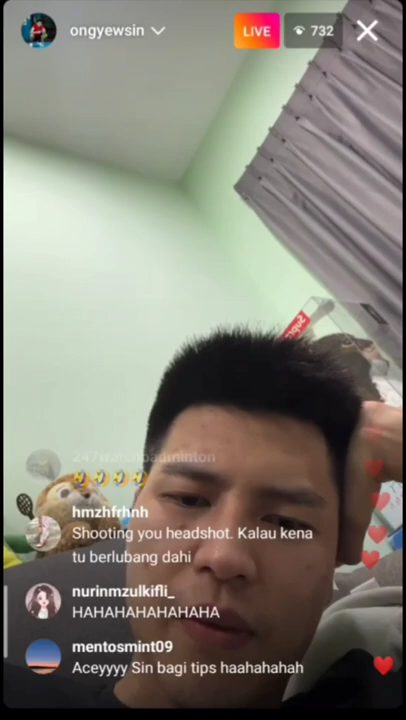 ongyewsin
LIVE
732
247watchbadminton
🤣🤣🤣🤣
hmzhfrhnh
Shooting you headshot. Kalau kena
tu berlubang dahi
nurinmzulkifli_
HAHAHAHAHAHAHA
mentosmint09
Aceyyyy Sin bagi tips haahahahah